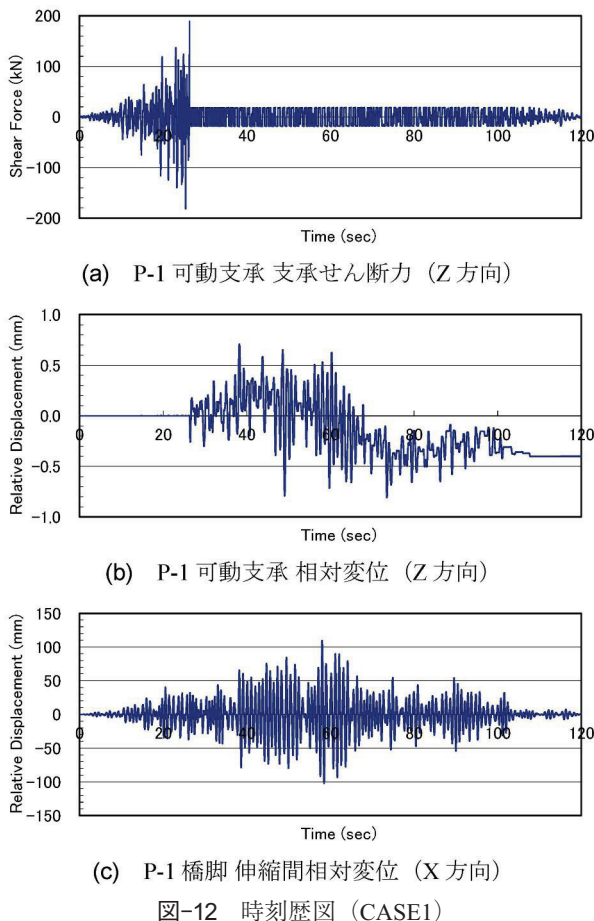 Shear Force (kN)
200
100
0
-100
-200
0 20 40 60 80 100 120
Time (sec)
(a) P-1 可動支承 支承せん断力（Z 方向）
Relative Displacement (mm)
1.0
0.5
0.0
-0.5
-1.0
0 20 40 60 80 100 120
Time (sec)
(b) P-1 可動支承 相対変位（Z 方向）
Relative Displacement (mm)
150
100
50
0
-50
-100
-150
0 20 40 60 80 100 120
Time (sec)
(c) P-1 橋脚 伸縮間相対変位（X 方向）
図-12 時刻歴図（CASE1）